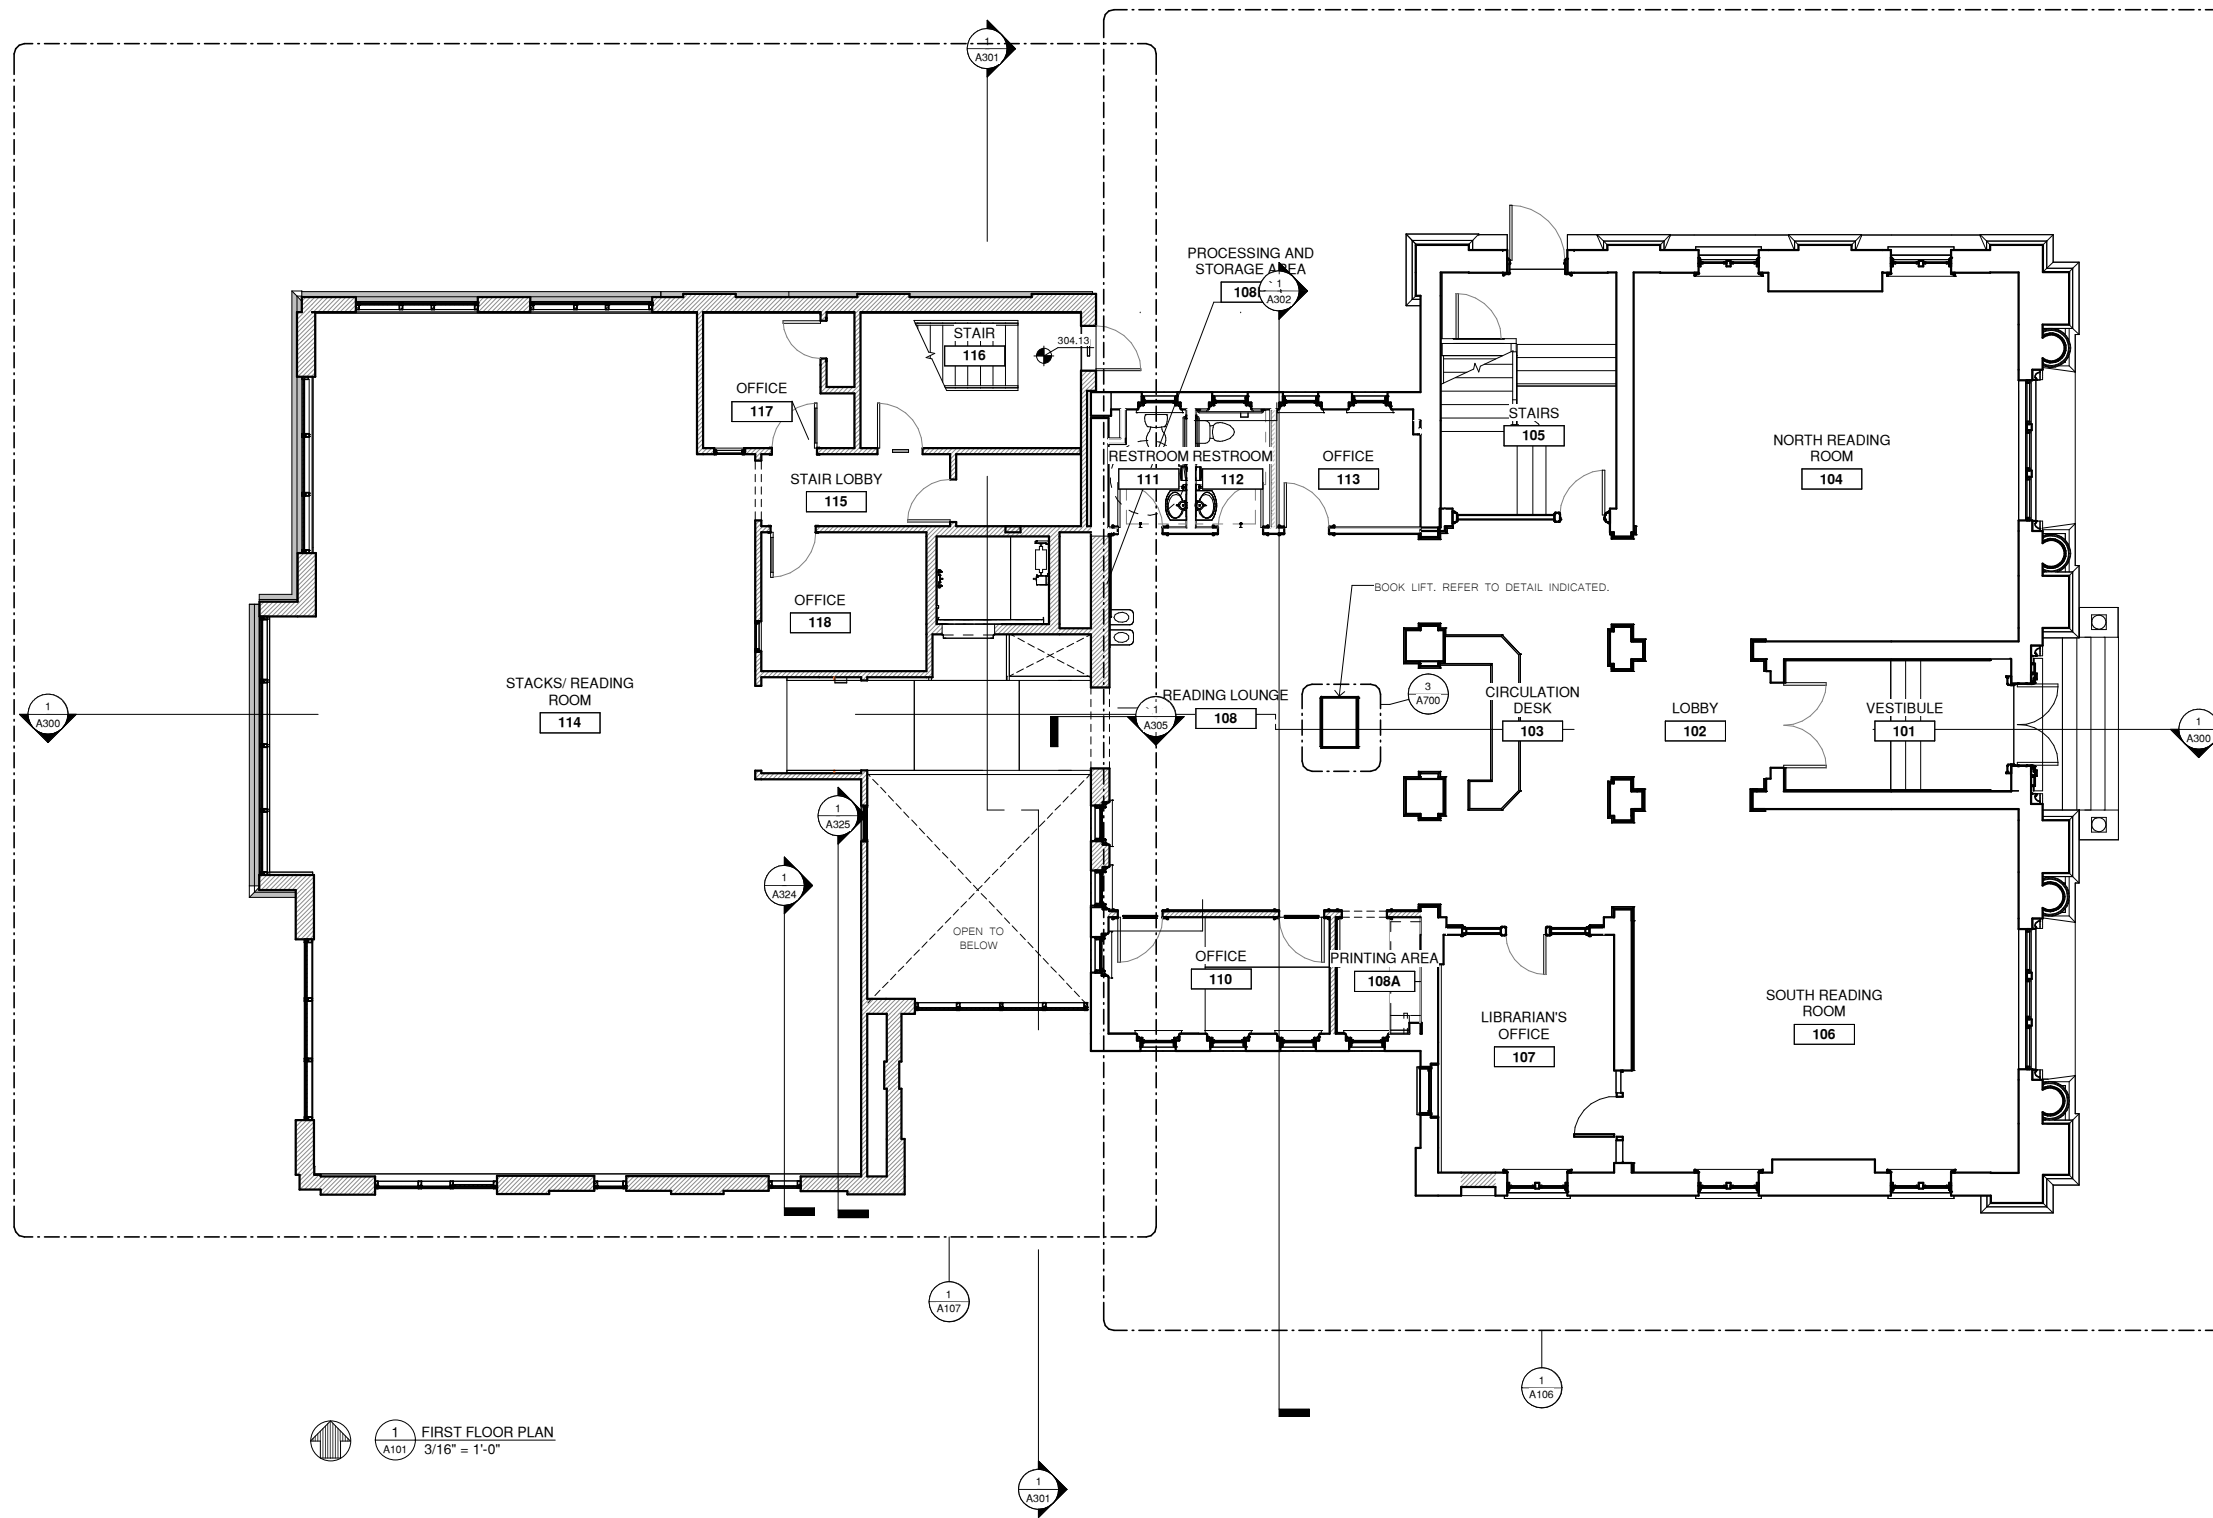 1
A301
PROCESSING AND
STORAGE AREA
108
1
A302
STAIR
116
304.13
OFFICE
117
STAIRS
105
NORTH READING
ROOM
104
RESTROOM
111
RESTROOM
112
OFFICE
113
STAIR LOBBY
115
BOOK LIFT. REFER TO DETAIL INDICATED.
OFFICE
118
STACKS/ READING
ROOM
114
1
A300
READING LOUNGE
108
1
A305
3
A700
CIRCULATION
DESK
103
LOBBY
102
VESTIBULE
101
1
A300
1
A325
1
A324
OPEN TO
BELOW
OFFICE
110
PRINTING AREA
108A
LIBRARIAN'S
OFFICE
107
SOUTH READING
ROOM
106
1
A107
1
A106
1
A101
FIRST FLOOR PLAN
3/16" = 1'-0"
1
A301